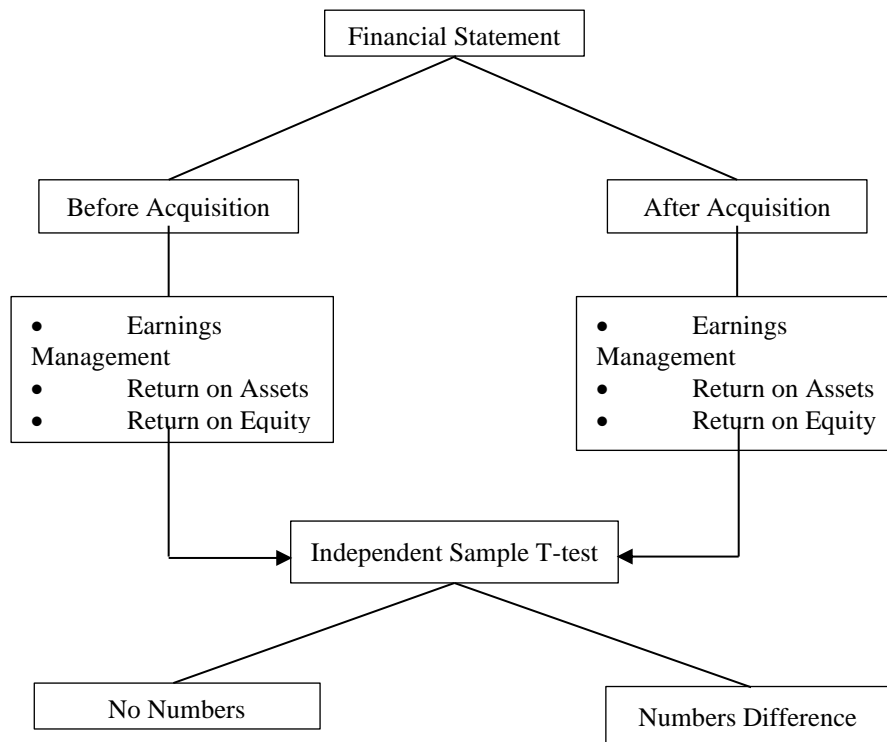 Financial Statement
Before Acquisition
After Acquisition
• Earnings
Management
• Return on Assets
• Return on Equity
• Earnings
Management
• Return on Assets
• Return on Equity
Independent Sample T-test
No Numbers
Numbers Difference